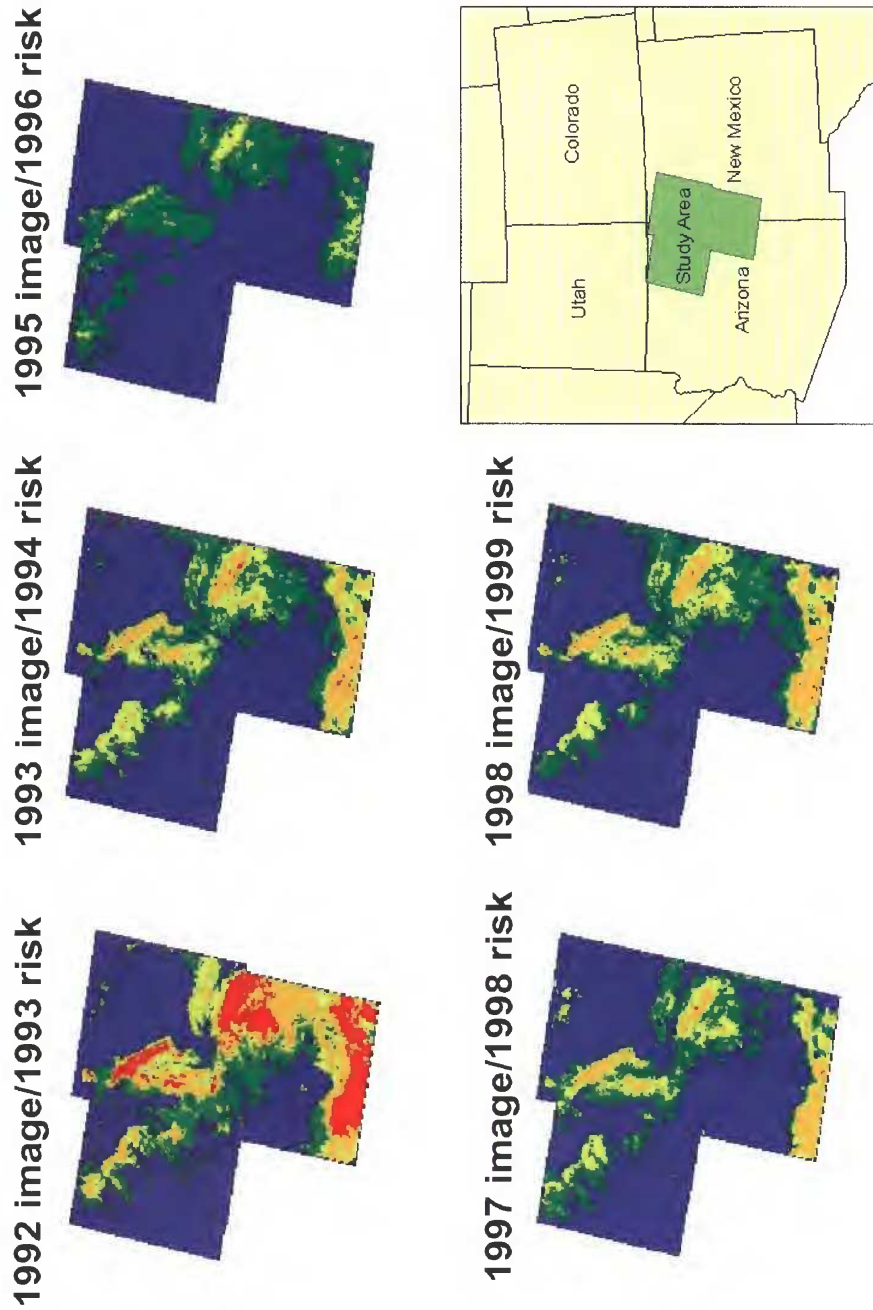 1992 image/1993 risk
1993 image/1994 risk
1995 image/1996 risk
1997 image/1998 risk
1998 image/1999 risk
Utah
Colorado
Study Area
Arizona
New Mexico